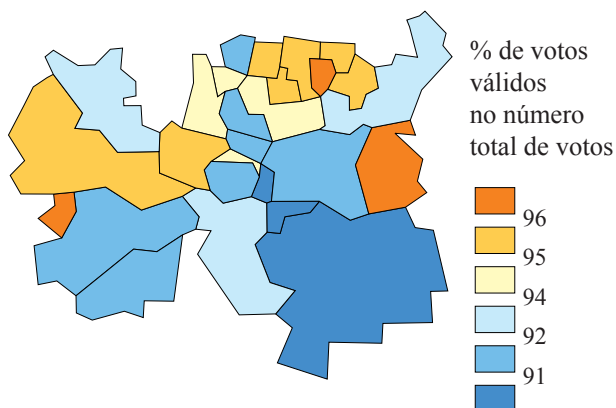 % de votos
válidos
no número
total de votos
96
95
94
92
91